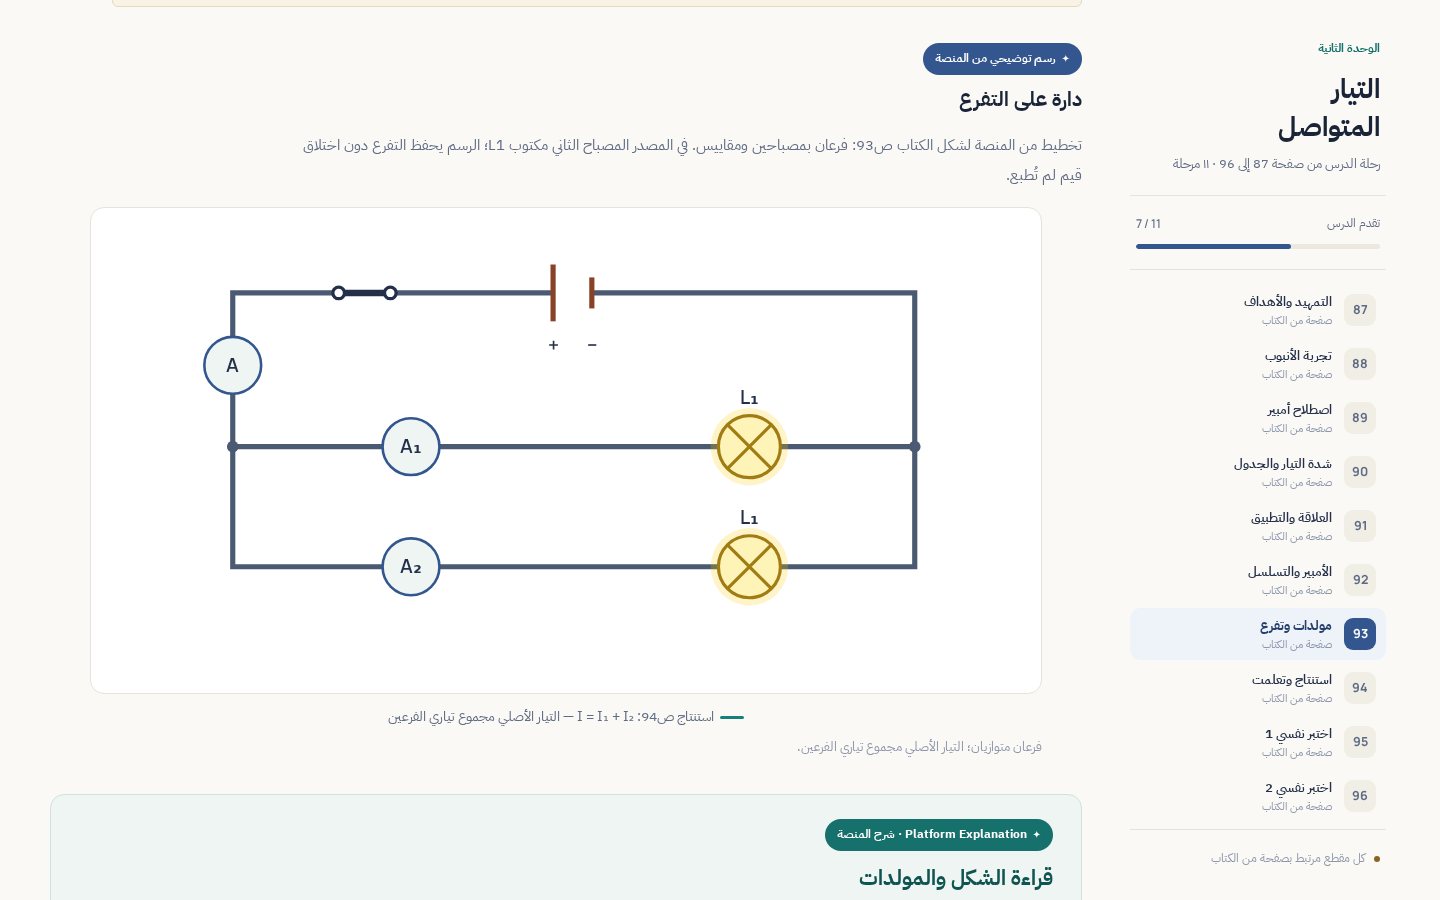 الوحدة الثانية
التيار
المتواصل
رحلة الدرس من صفحة 87 إلى 96 · ١١ مرحلة
تقدم الدرس
7 / 11
87
التمهيد والأهداف
صفحة من الكتاب
88
تجربة الأنبوب
صفحة من الكتاب
89
اصطلاح أمبير
صفحة من الكتاب
90
شدة التيار والجدول
صفحة من الكتاب
91
العلاقة والتطبيق
صفحة من الكتاب
92
الأمبير والتسلسل
صفحة من الكتاب
93
مولدات وتفرع
صفحة من الكتاب
94
استنتاج وتعلمت
صفحة من الكتاب
95
اختبر نفسي 1
صفحة من الكتاب
96
اختبر نفسي 2
صفحة من الكتاب
كل مقطع مرتبط بصفحة من الكتاب
✦ رسم توضيحي من المنصة
دارة على التفرع
تخطيط من المنصة لشكل الكتاب ص93: فرعان بمصباحين ومقاييس. في المصدر المصباح الثاني مكتوب L1؛ الرسم يحفظ التفرع دون اختلاق
قيم لم تُطبع.
+ −
A
L₁
A₁
L₁
A₂
استنتاج ص94: I = I₁ + I₂ — التيار الأصلي مجموع تياري الفرعين
فرعان متوازيان؛ التيار الأصلي مجموع تياري الفرعين.
✦ Platform Explanation · شرح المنصة
قراءة الشكل والمولدات